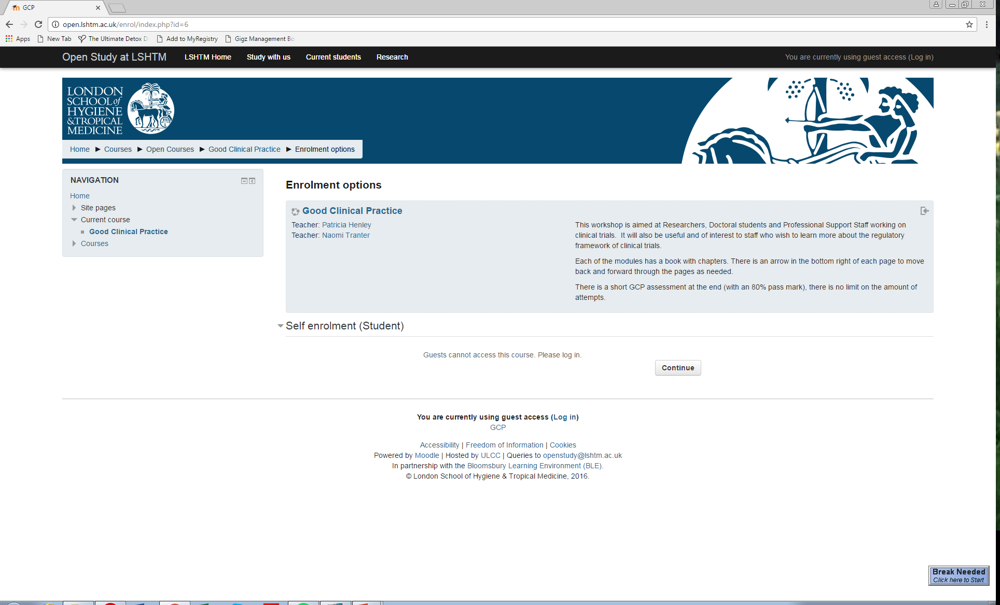 GCP
open.lshtm.ac.uk/enrol/index.php?id=6
Apps New Tab The Ultimate Detox D Add to MyRegistry Gigz Management Bo
Open Study at LSHTM LSHTM Home Study with us Current students Research You are currently using guest access (Log in)
LONDON
SCHOOL of
HYGIENE
& TROPICAL
MEDICINE
Home ▶ Courses ▶ Open Courses ▶ Good Clinical Practice ▶ Enrolment options
NAVIGATION
Home
Site pages
Current course
Good Clinical Practice
Courses
Enrolment options
Good Clinical Practice
Teacher: Patricia Henley
Teacher: Naomi Tranter
This workshop is aimed at Researchers, Doctoral students and Professional Support Staff working on
clinical trials. It will also be useful and of interest to staff who wish to learn more about the regulatory
framework of clinical trials.
Each of the modules has a book with chapters. There is an arrow in the bottom right of each page to move
back and forward through the pages as needed.
There is a short GCP assessment at the end (with an 80% pass mark), there is no limit on the amount of
attempts.
Self enrolment (Student)
Guests cannot access this course. Please log in.
Continue
You are currently using guest access (Log in)
GCP
Accessibility | Freedom of Information | Cookies
Powered by Moodle | Hosted by ULCC | Queries to openstudy@lshtm.ac.uk
In partnership with the Bloomsbury Learning Environment (BLE).
© London School of Hygiene & Tropical Medicine, 2016.
Break Needed
Click here to Start